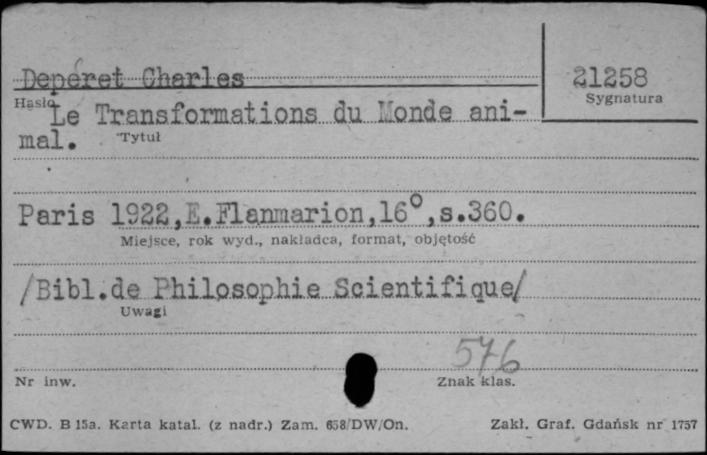 Depéret Charles
21258
Hasło
Sygnatura
Le Transformations du Monde ani-
mal.
Tytuł
Paris 1922,E.Flammarion,16°,s.360.
Miejsce, rok wyd., nakładca, format, objętość
/Bibl.de Philosophie Scientifique/
Uwagi
576
Nr inw.
Znak klas.
CWD. B 15a. Karta katal. (z nadr.) Zam. 658/DW/On.
Zakł. Graf. Gdańsk nr 1757